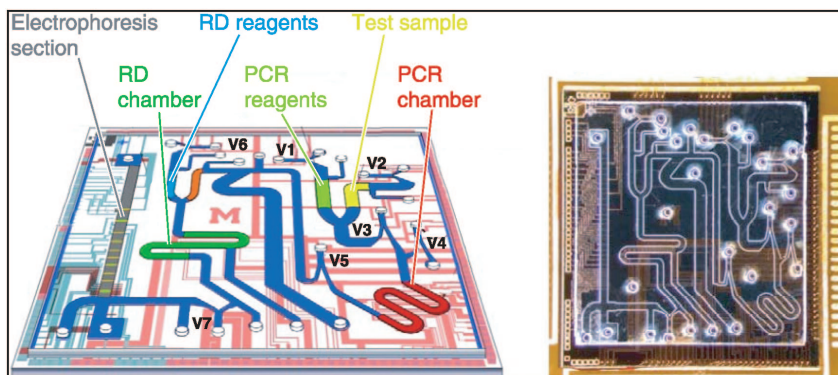 Electrophoresis
section
RD reagents
Test sample
RD
chamber
PCR
reagents
PCR
chamber
V6
V1
V2
V3
V4
V5
V7
M